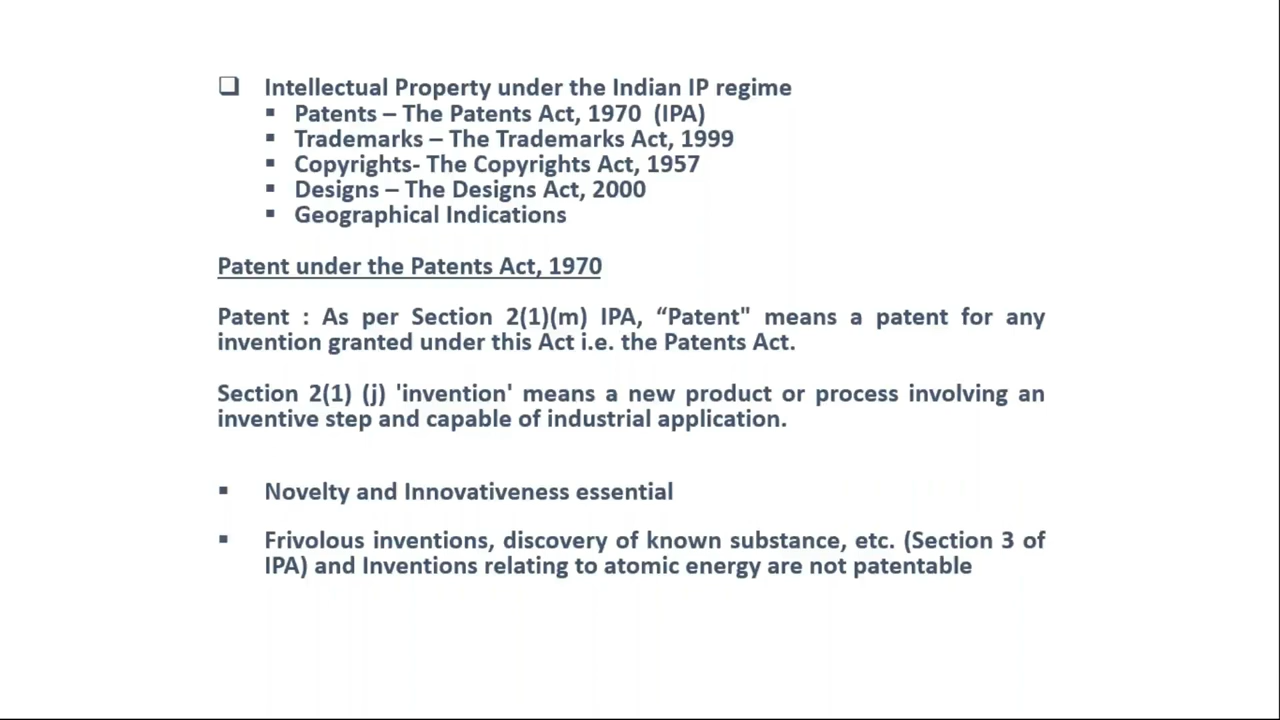 ❑ Intellectual Property under the Indian IP regime
▪ Patents – The Patents Act, 1970 (IPA)
▪ Trademarks – The Trademarks Act, 1999
▪ Copyrights- The Copyrights Act, 1957
▪ Designs – The Designs Act, 2000
▪ Geographical Indications
Patent under the Patents Act, 1970
Patent : As per Section 2(1)(m) IPA, “Patent" means a patent for any
invention granted under this Act i.e. the Patents Act.
Section 2(1) (j) 'invention' means a new product or process involving an
inventive step and capable of industrial application.
▪ Novelty and Innovativeness essential
▪ Frivolous inventions, discovery of known substance, etc. (Section 3 of
IPA) and Inventions relating to atomic energy are not patentable